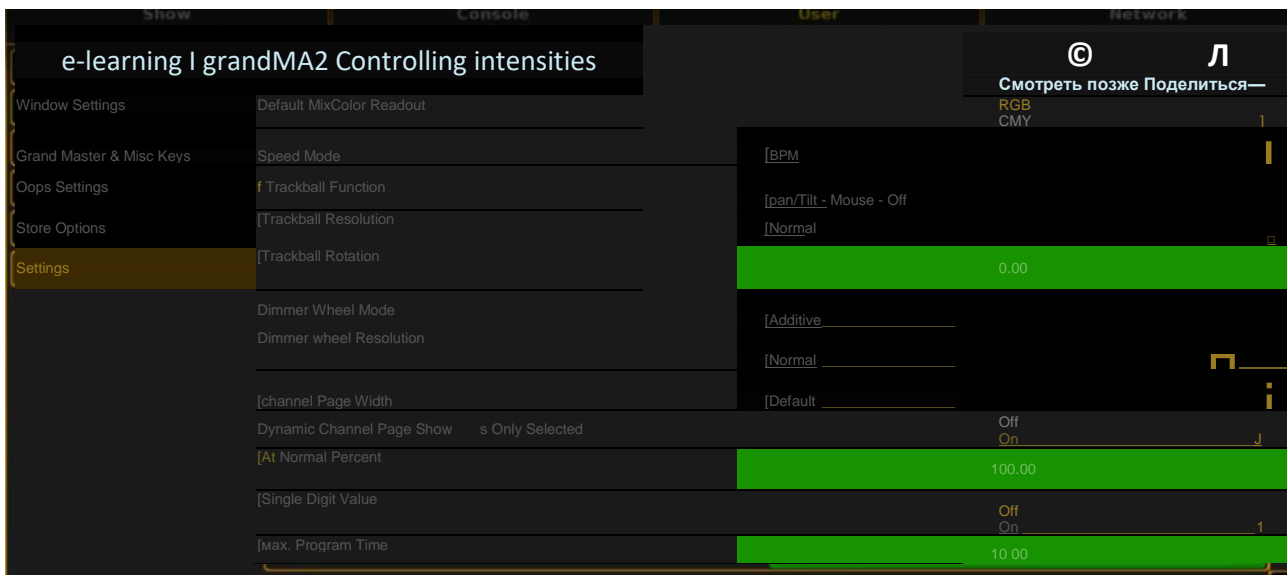 Show Console User Network
e-learning I grandMA2 Controlling intensities
© Л
Смотреть позже Поделиться—
Window Settings Default MixColor Readout RGB
CMY ]
Grand Master & Misc Keys Speed Mode [BPM
Oops Settings f Trackball Function [pan/Tilt - Mouse - Off
Store Options [Trackball Resolution [Normal
Settings [Trackball Rotation 0.00
Dimmer Wheel Mode [Additive
Dimmer wheel Resolution [Normal
[channel Page Width [Default
Dynamic Channel Page Show s Only Selected Off
On J
[At Normal Percent 100.00
[Single Digit Value Off
On 1
[мax. Program Time 10 00